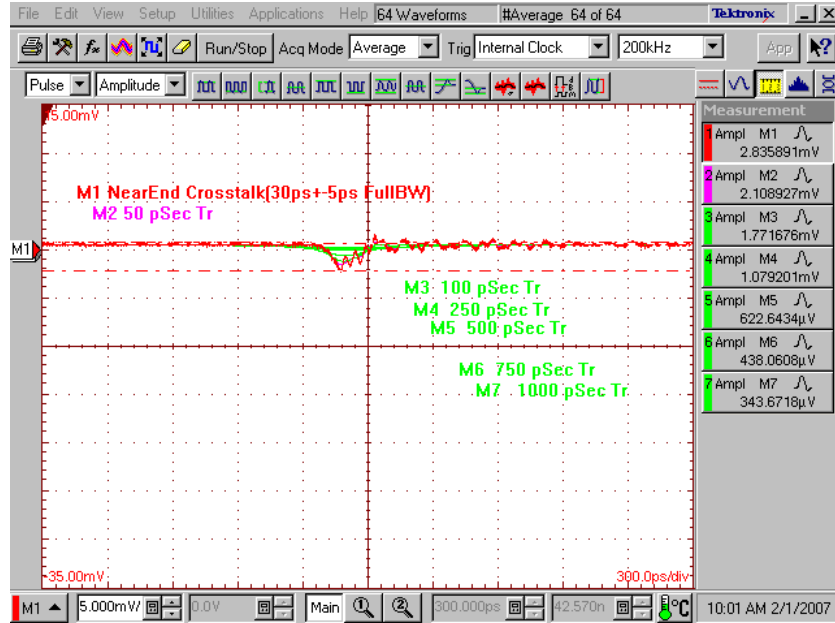 File Edit View Setup Utilities Applications Help 64 Waveforms #Average 64 of 64 Tektronix
Run/Stop Acq Mode Average Trig Internal Clock 200kHz App
Pulse Amplitude
15.00mV
Measurement
1 Ampl M1
2.835891mV
M1 NearEnd Crosstalk(30ps+-5ps FullBW)
2 Ampl M2
2.108927mV
M2 50 pSec Tr
3 Ampl M3
1.771676mV
M1
4 Ampl M4
1.079201mV
M3 100 pSec Tr
M4 250 pSec Tr
M5 500 pSec Tr
5 Ampl M5
622.6434µV
6 Ampl M6
438.0608µV
M6 750 pSec Tr
M7 1000 pSec Tr
7 Ampl M7
343.6718µV
-35.00mV
300.0ps/div
M1 5.000mV/ 0.0V Main 1 2 300.000ps 42.570n °C 10:01 AM 2/1/2007